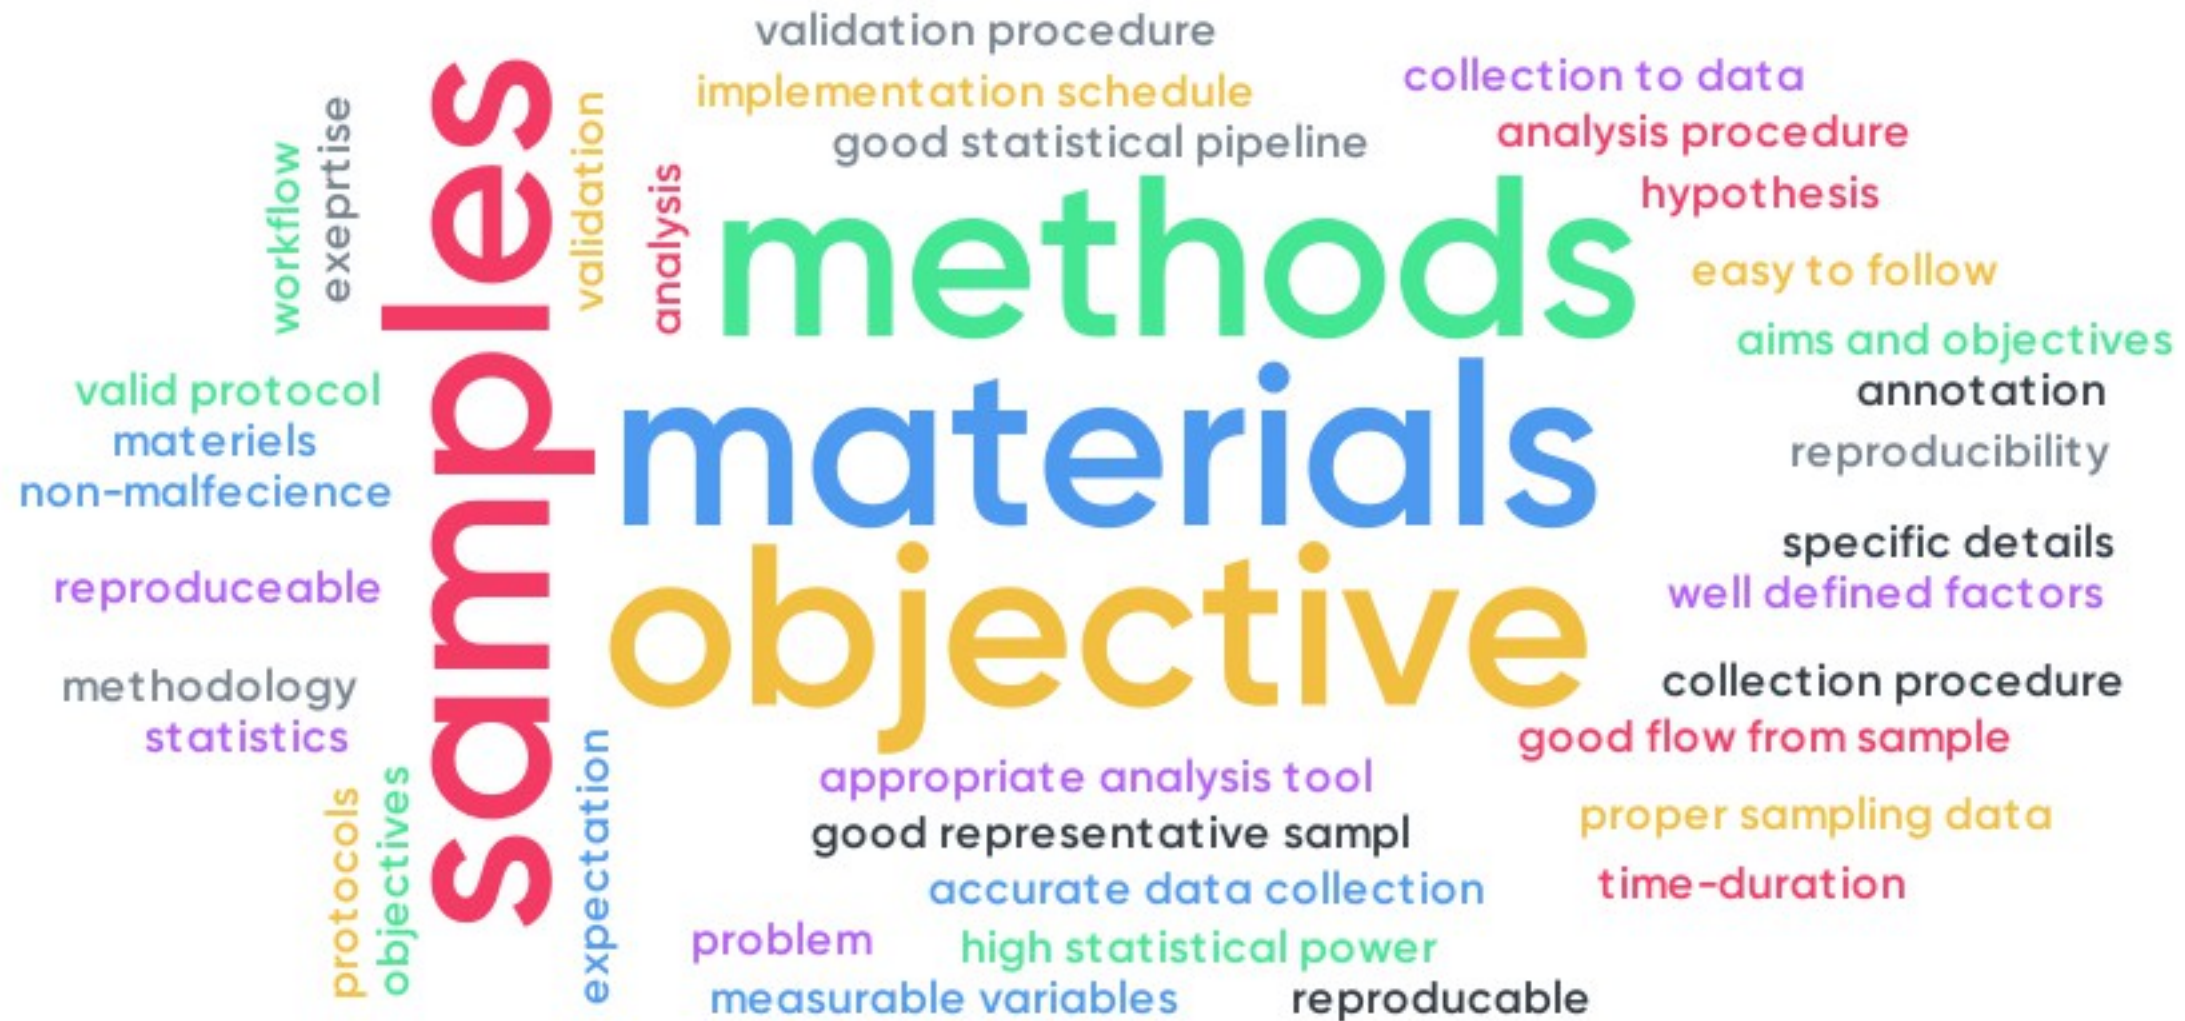 validation procedure
implementation schedule
good statistical pipeline
collection to data
analysis procedure
hypothesis
workflow
exeprtise
samples
validation
analysis
methods
easy to follow
aims and objectives
annotation
reproducibility
valid protocol
materiels
non-malfecience
materials
specific details
well defined factors
reproduceable
objective
methodology
statistics
collection procedure
good flow from sample
protocols
objectives
expectation
appropriate analysis tool
good representative sampl
accurate data collection
proper sampling data
time-duration
problem
high statistical power
measurable variables
reproducable